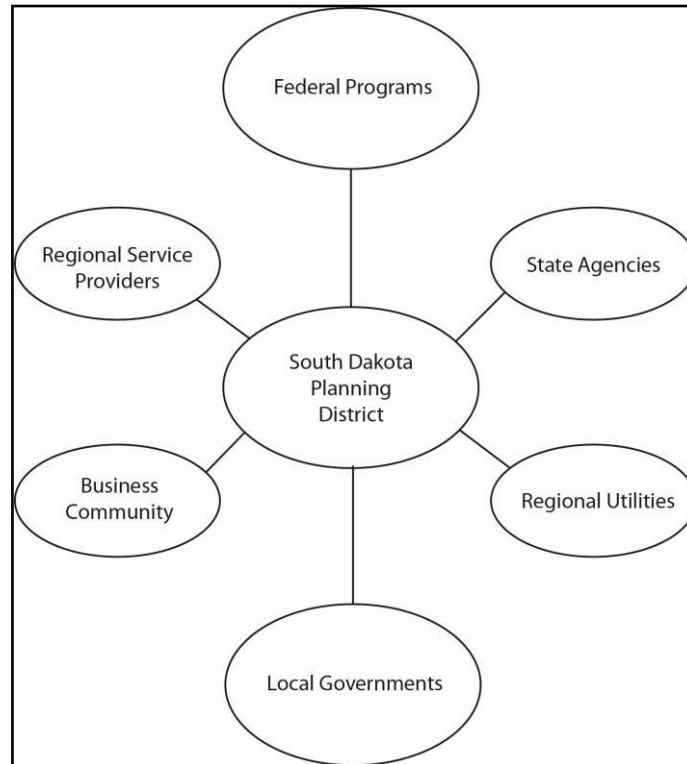 Federal Programs
Regional Service
Providers
State Agencies
South Dakota
Planning
District
Business
Community
Regional Utilities
Local Governments